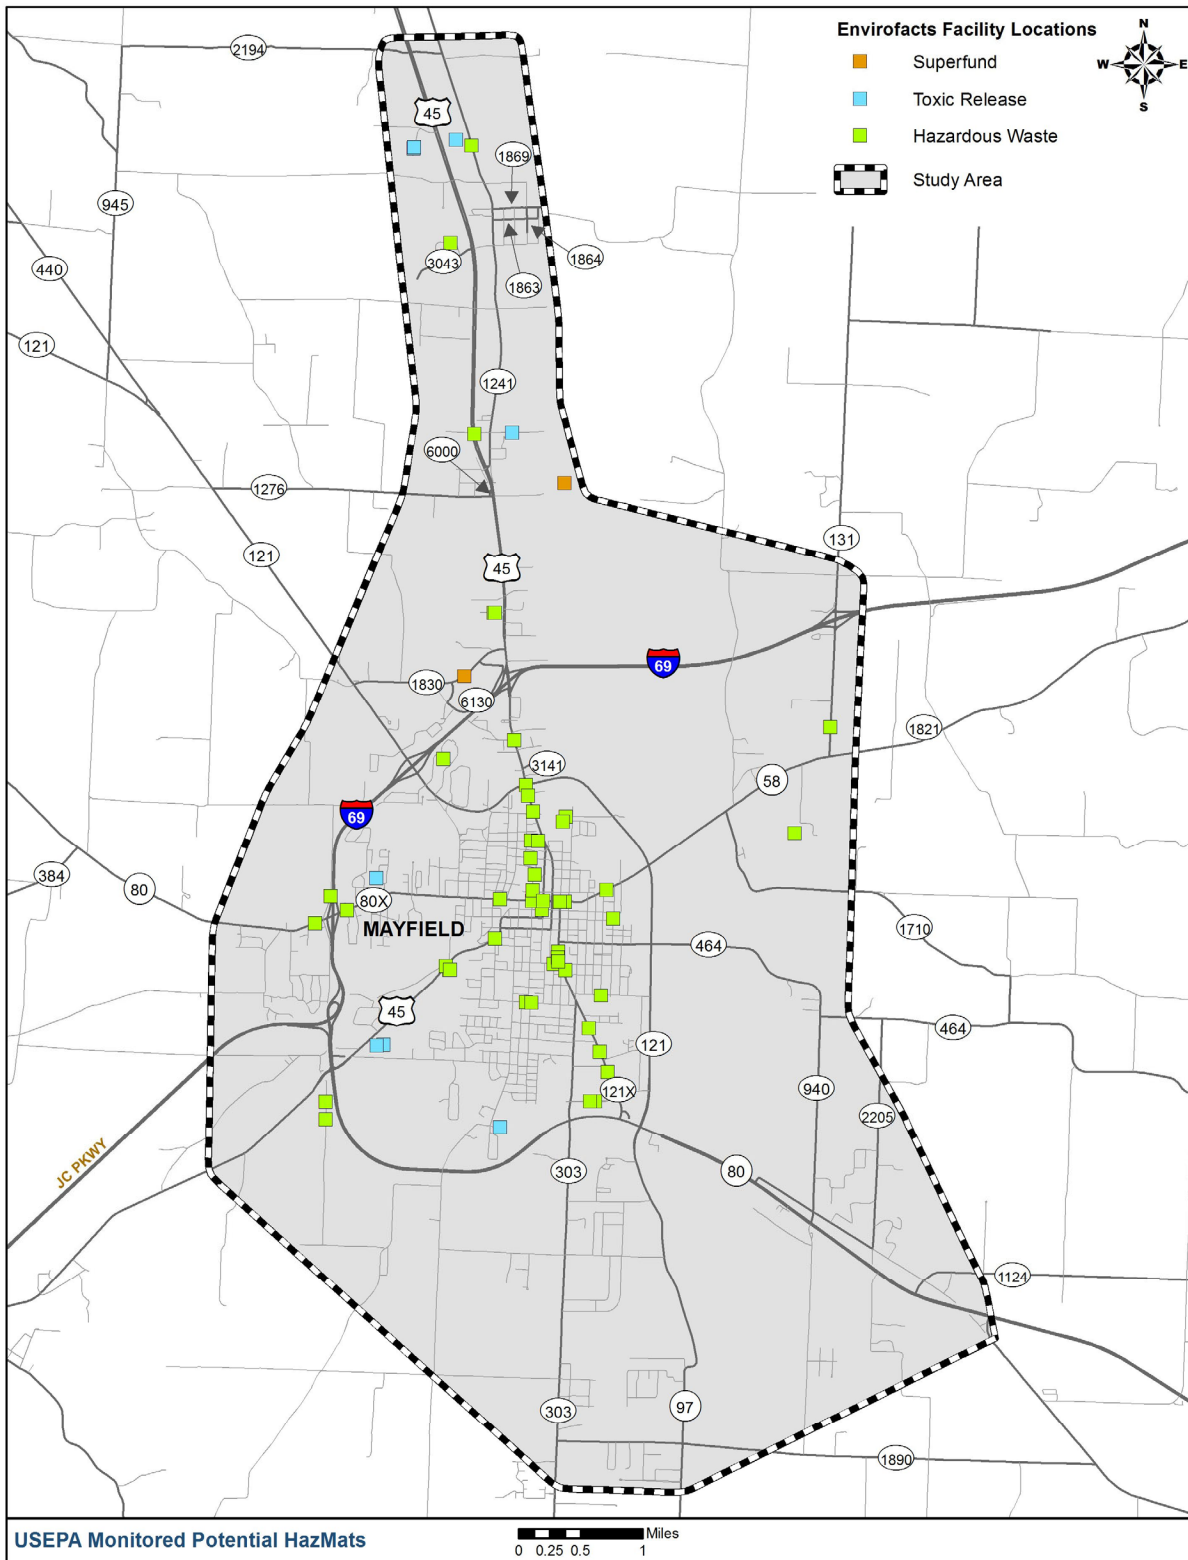 Envirofacts Facility Locations
Superfund
Toxic Release
Hazardous Waste
Study Area
N
W E
S
2194
45
1869
945
1864
3043
1863
440
121
1241
6000
1276
131
121
45
69
1830
6130
1821
3141
58
69
384
80
80X
MAYFIELD
1710
464
45
464
121
121X
940
2205
JC PKWY
303
80
1124
303
97
1890
USEPA Monitored Potential HazMats
Miles
0 0.25 0.5 1